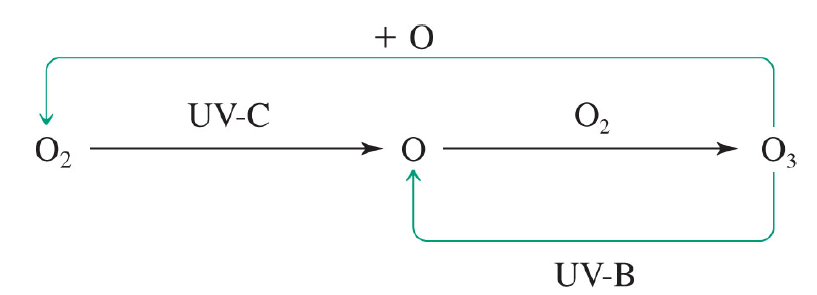 + O
UV-C
O₂
O₂
O
O₃
UV-B